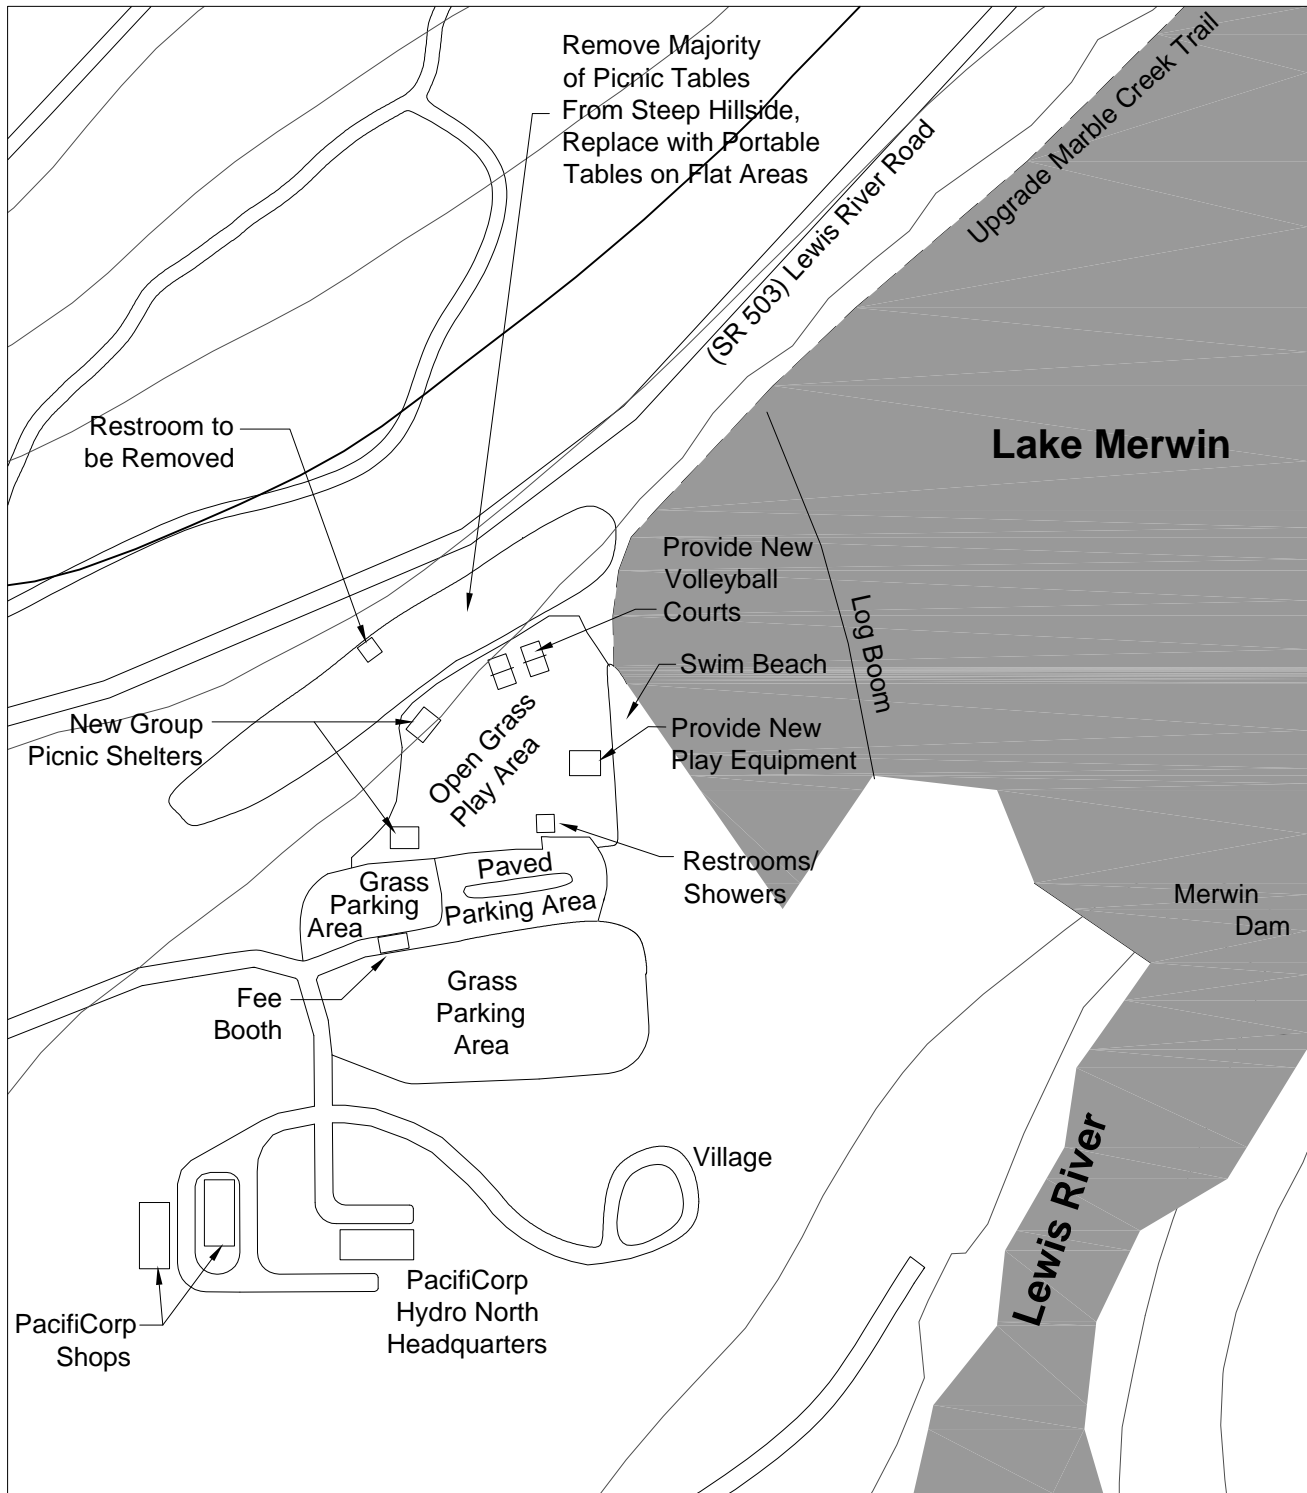 Remove Majority
of Picnic Tables
From Steep Hillside,
Replace with Portable
Tables on Flat Areas
Upgrade Marble Creek Trail
(SR 503) Lewis River Road
Lake Merwin
Restroom to
be Removed
Provide New
Volleyball
Courts
Log Boom
Swim Beach
New Group
Picnic Shelters
Open Grass
Play Area
Provide New
Play Equipment
Restrooms/
Showers
Paved
Parking Area
Grass
Parking
Area
Merwin
Dam
Fee
Booth
Grass
Parking
Area
Village
Lewis River
PacifiCorp
Shops
PacifiCorp
Hydro North
Headquarters